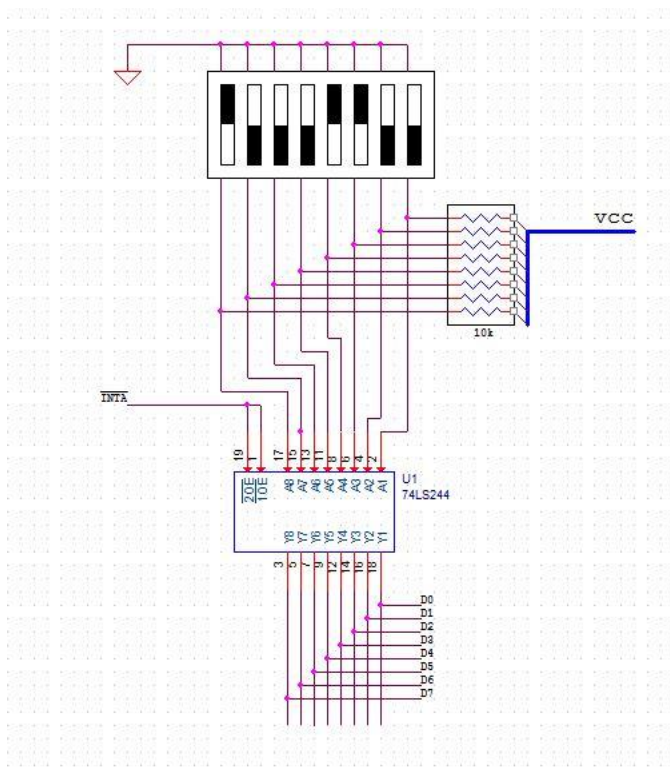 VCC
10k
INTA
19 1 17 15 13 11 8 6 4 2
2OE 1OE A8 A7 A6 A5 A4 A3 A2 A1
U1
74LS244
Y8 Y7 Y6 Y5 Y4 Y3 Y2 Y1
3 5 7 9 12 14 16 18
D0
D1
D2
D3
D4
D5
D6
D7